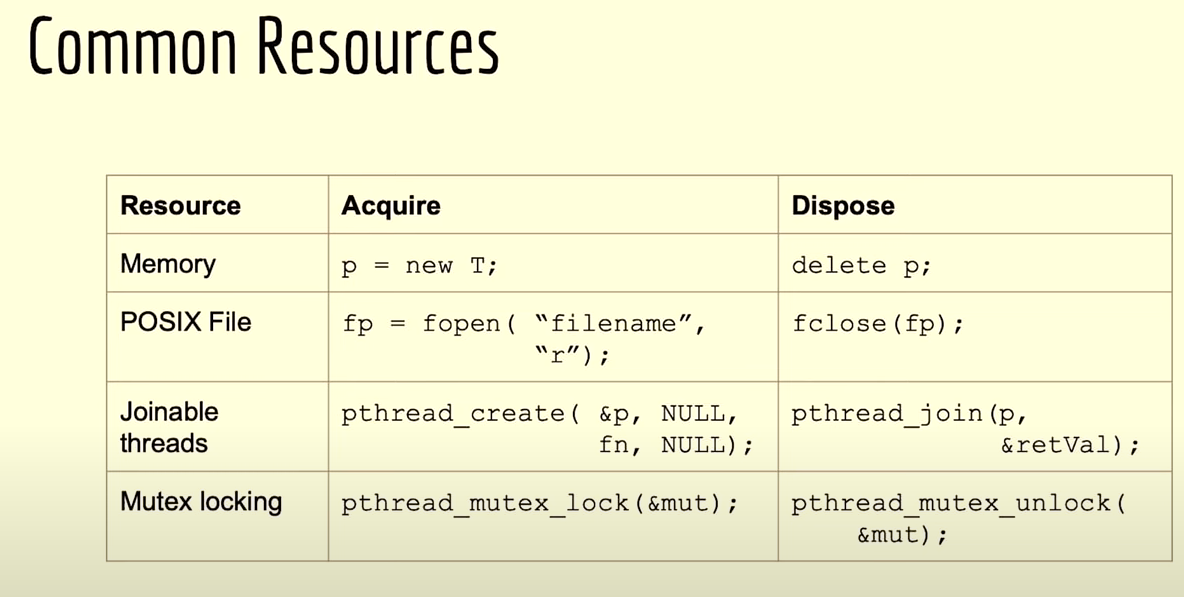 Common Resources
Resource Acquire Dispose
Memory p = new T; delete p;
POSIX File fp = fopen( “filename”, fclose(fp);
“r”);
Joinable pthread_create( &p, NULL, pthread_join(p,
threads fn, NULL); &retVal);
Mutex locking pthread_mutex_lock(&mut); pthread_mutex_unlock(
&mut);